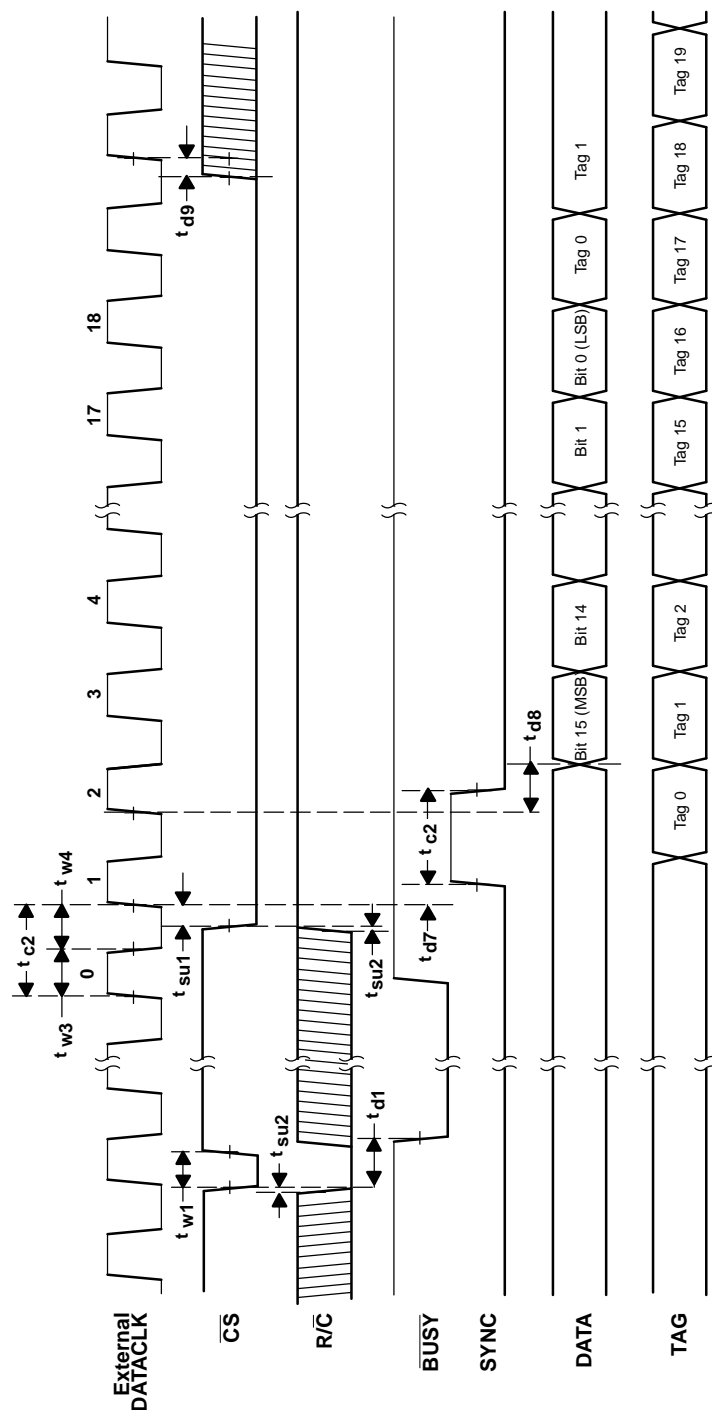 t c2
t w3
t w4
External
DATACLK
0
1
2
3
4
17
18
t w1
t su1
t d9
CS
t su2
R/C
t su2
t d1
BUSY
t d7
t c2
SYNC
t d8
DATA
Bit 15 (MSB)
Bit 14
Bit 1
Bit 0 (LSB)
Tag 0
Tag 1
TAG
Tag 0
Tag 1
Tag 2
Tag 15
Tag 16
Tag 17
Tag 18
Tag 19